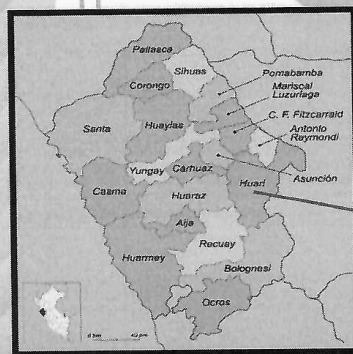 Pallasca
Sihuas
Corongo
Pomabamba
Mariscal
Luzuriaga
C. F. Fitzcarrald
Antonio
Raymondi
Santa
Huaylas
Yungay
Carhuaz
Asunción
Casma
Huari
Huaraz
Aija
Recuay
Huarmey
Bolognesi
Ocros